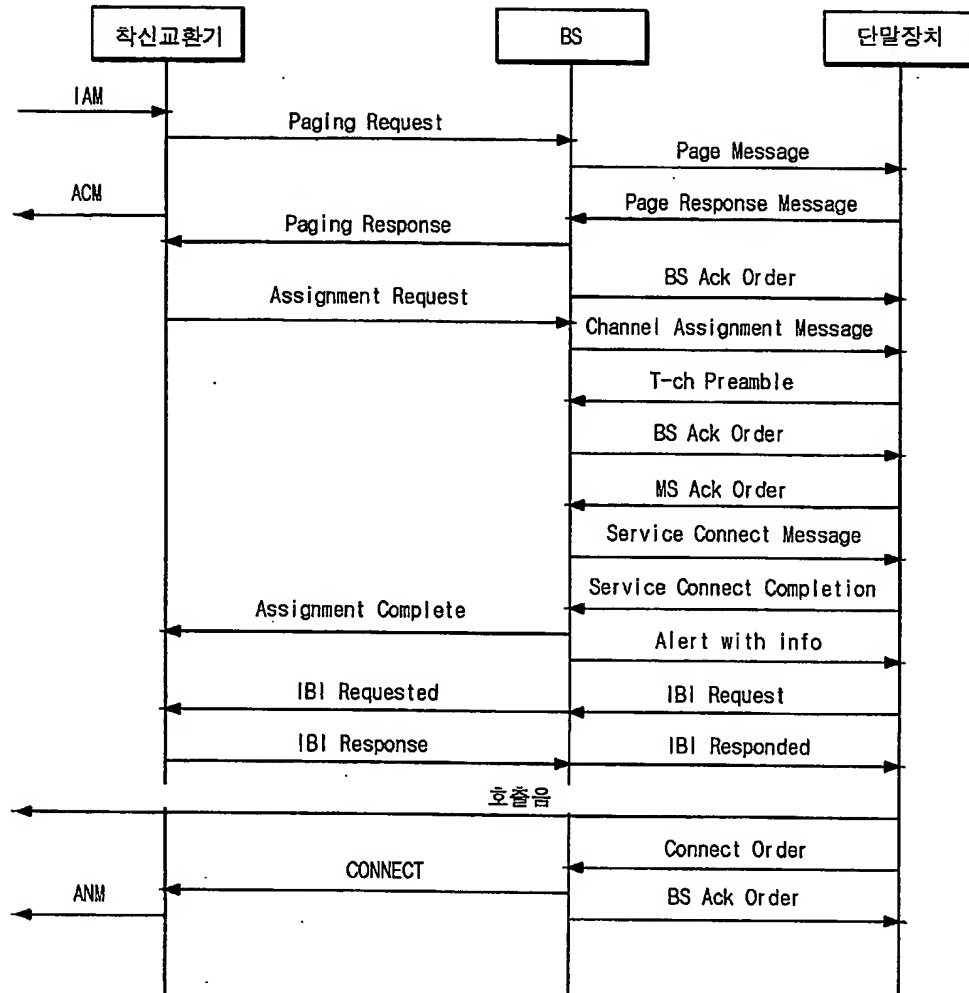 착신교환기
BS
단말장치
IAM
Paging Request
Page Message
ACM
Page Response Message
Paging Response
BS Ack Order
Assignment Request
Channel Assignment Message
T-ch Preamble
BS Ack Order
MS Ack Order
Service Connect Message
Service Connect Completion
Assignment Complete
Alert with info
IBI Requested
IBI Request
IBI Response
IBI Responded
호출음
Connect Order
CONNECT
ANM
BS Ack Order